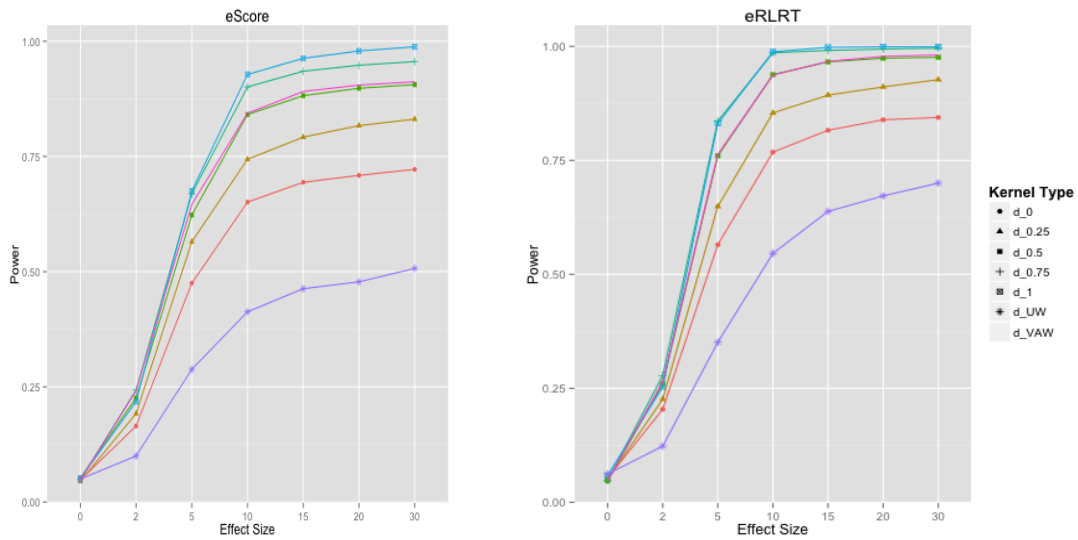 eScore
1.00
0.75
0.50
0.25
0.00
Power
0 2 5 10 15 20 30
Effect Size
eRLRT
1.00
0.75
0.50
0.25
0.00
Power
0 2 5 10 15 20 30
Effect Size
Kernel Type
d_0
d_0.25
d_0.5
d_0.75
d_1
d_UW
d_VAW